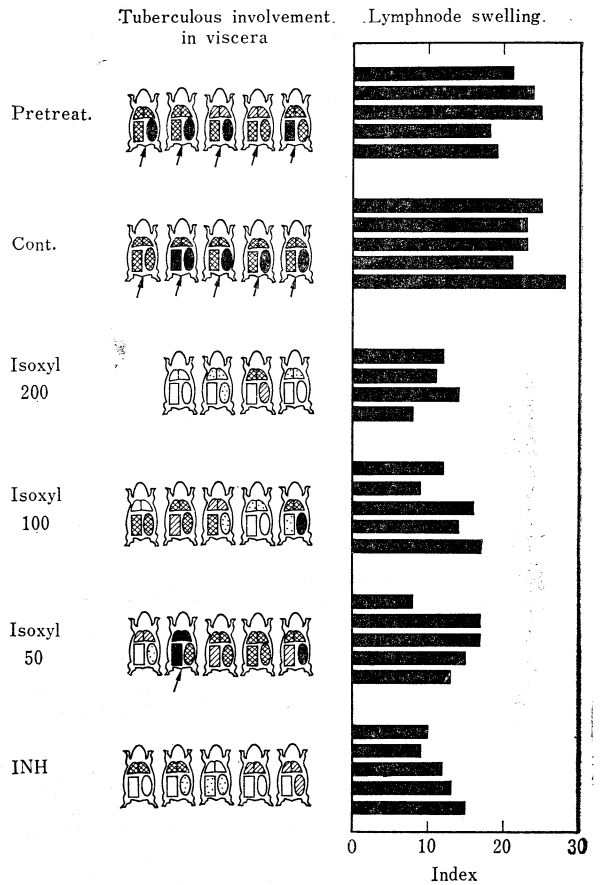 Tuberculous involvement
in viscera
Lymphnode swelling.
Pretreat.
Cont.
Isoxyl
200
Isoxyl
100
Isoxyl
50
INH
0 10 20 30
Index